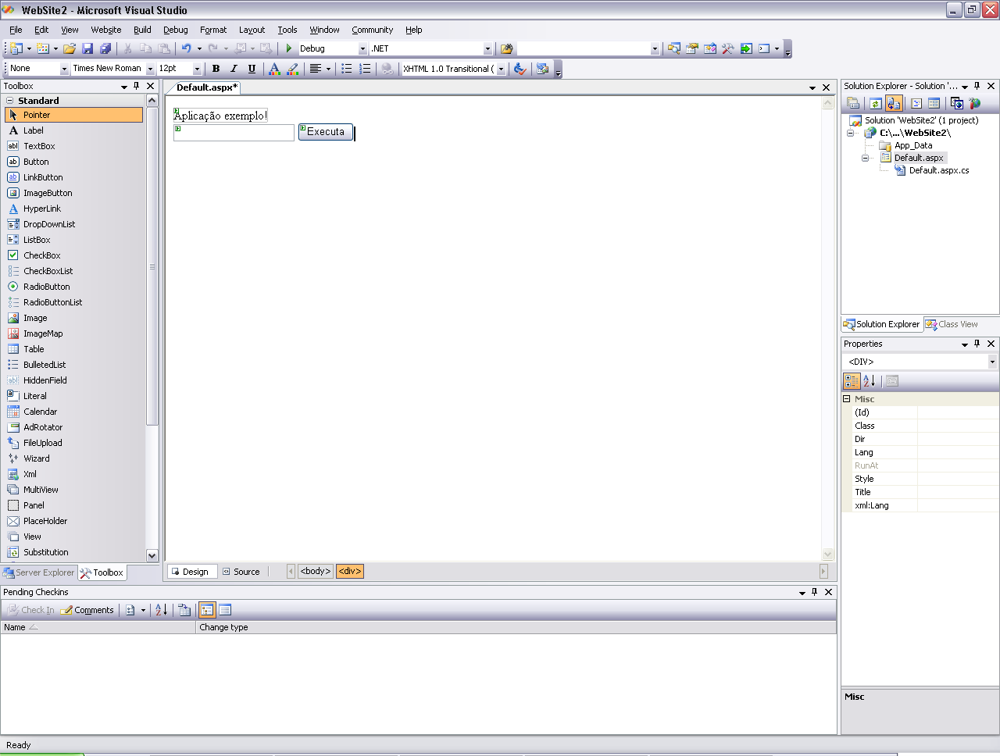 WebSite2 - Microsoft Visual Studio
File Edit View Website Build Debug Format Layout Tools Window Community Help
Debug .NET
None Times New Roman 12pt B I U A XHTML 1.0 Transitional (
Toolbox
Standard
Pointer
A Label
abl TextBox
ab Button
ab LinkButton
ImageButton
A HyperLink
DropDownList
ListBox
CheckBox
CheckBoxList
RadioButton
RadioButtonList
Image
ImageMap
Table
BulletedList
abl HiddenField
Literal
Calendar
AdRotator
FileUpload
Wizard
Xml
MultiView
Panel
PlaceHolder
View
Substitution
Server Explorer Toolbox
Default.aspx*
Aplicação exemplo!
Executa
Design Source <body> <div>
Solution Explorer - Solution '...
Solution 'WebSite2' (1 project)
C:\...\WebSite2\
App_Data
Default.aspx
Default.aspx.cs
Solution Explorer Class View
Properties
<DIV>
Misc
(Id)
Class
Dir
Lang
RunAt
Style
Title
xml:Lang
Misc
Pending Checkins
Check In Comments
Name Change type
Ready